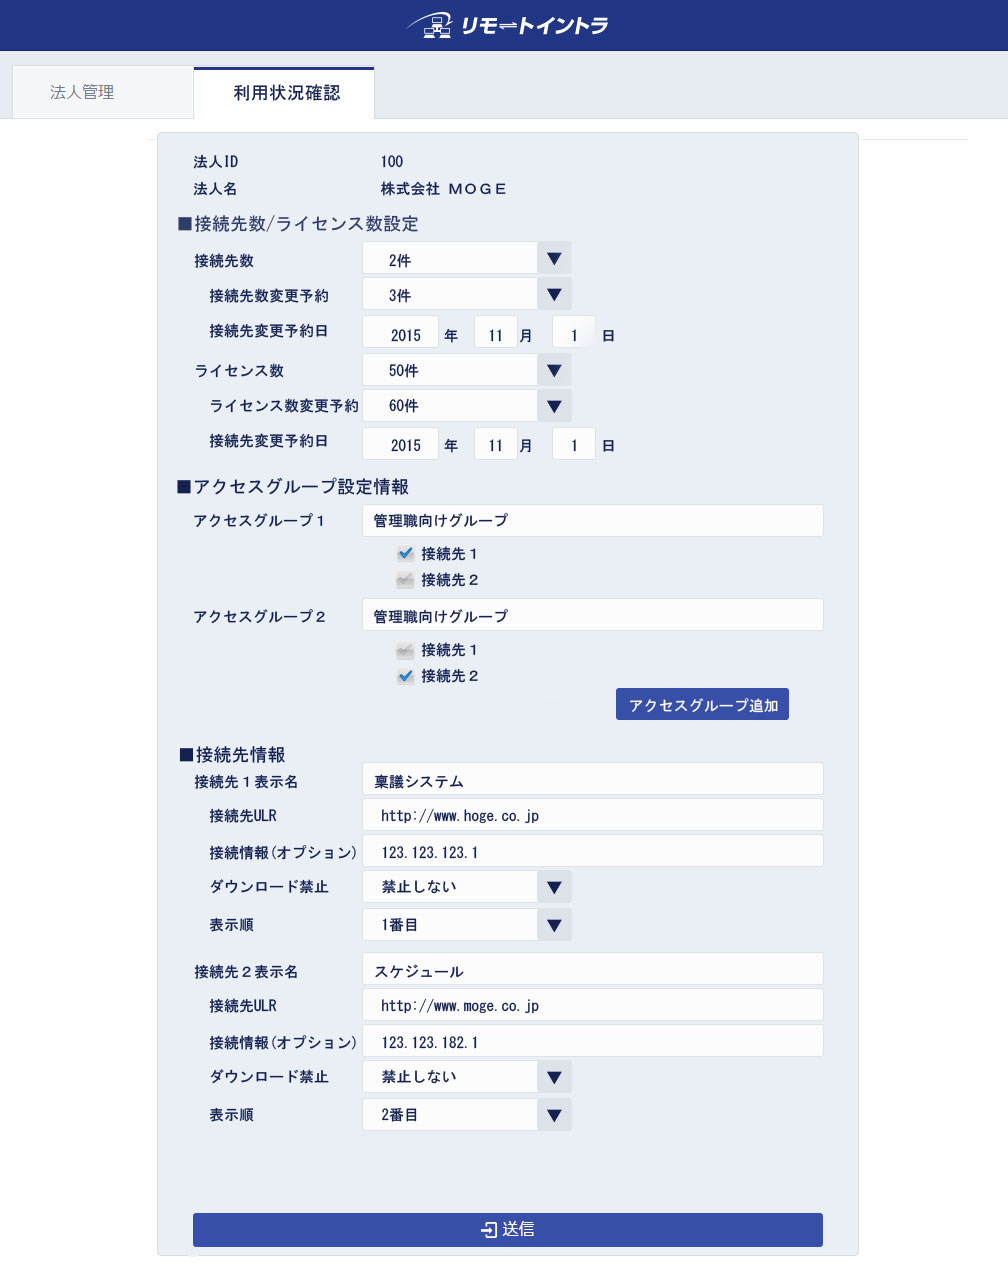 リモートイントラ
法人管理 利用状況確認
法人ID 100
法人名 株式会社 ＭＯＧＥ
■接続先数/ライセンス数設定
接続先数 2件 ▼
接続先数変更予約 3件 ▼
接続先変更予約日 2015 年 11 月 1 日
ライセンス数 50件 ▼
ライセンス数変更予約 60件 ▼
接続先変更予約日 2015 年 11 月 1 日
■アクセスグループ設定情報
アクセスグループ１ 管理職向けグループ
接続先１
接続先２
アクセスグループ２ 管理職向けグループ
接続先１
接続先２
アクセスグループ追加
■接続先情報
接続先１表示名 稟議システム
接続先ULR http://www.hoge.co.jp
接続情報(オプション) 123.123.123.1
ダウンロード禁止 禁止しない ▼
表示順 1番目 ▼
接続先２表示名 スケジュール
接続先ULR http://www.moge.co.jp
接続情報(オプション) 123.123.182.1
ダウンロード禁止 禁止しない ▼
表示順 2番目 ▼
送信